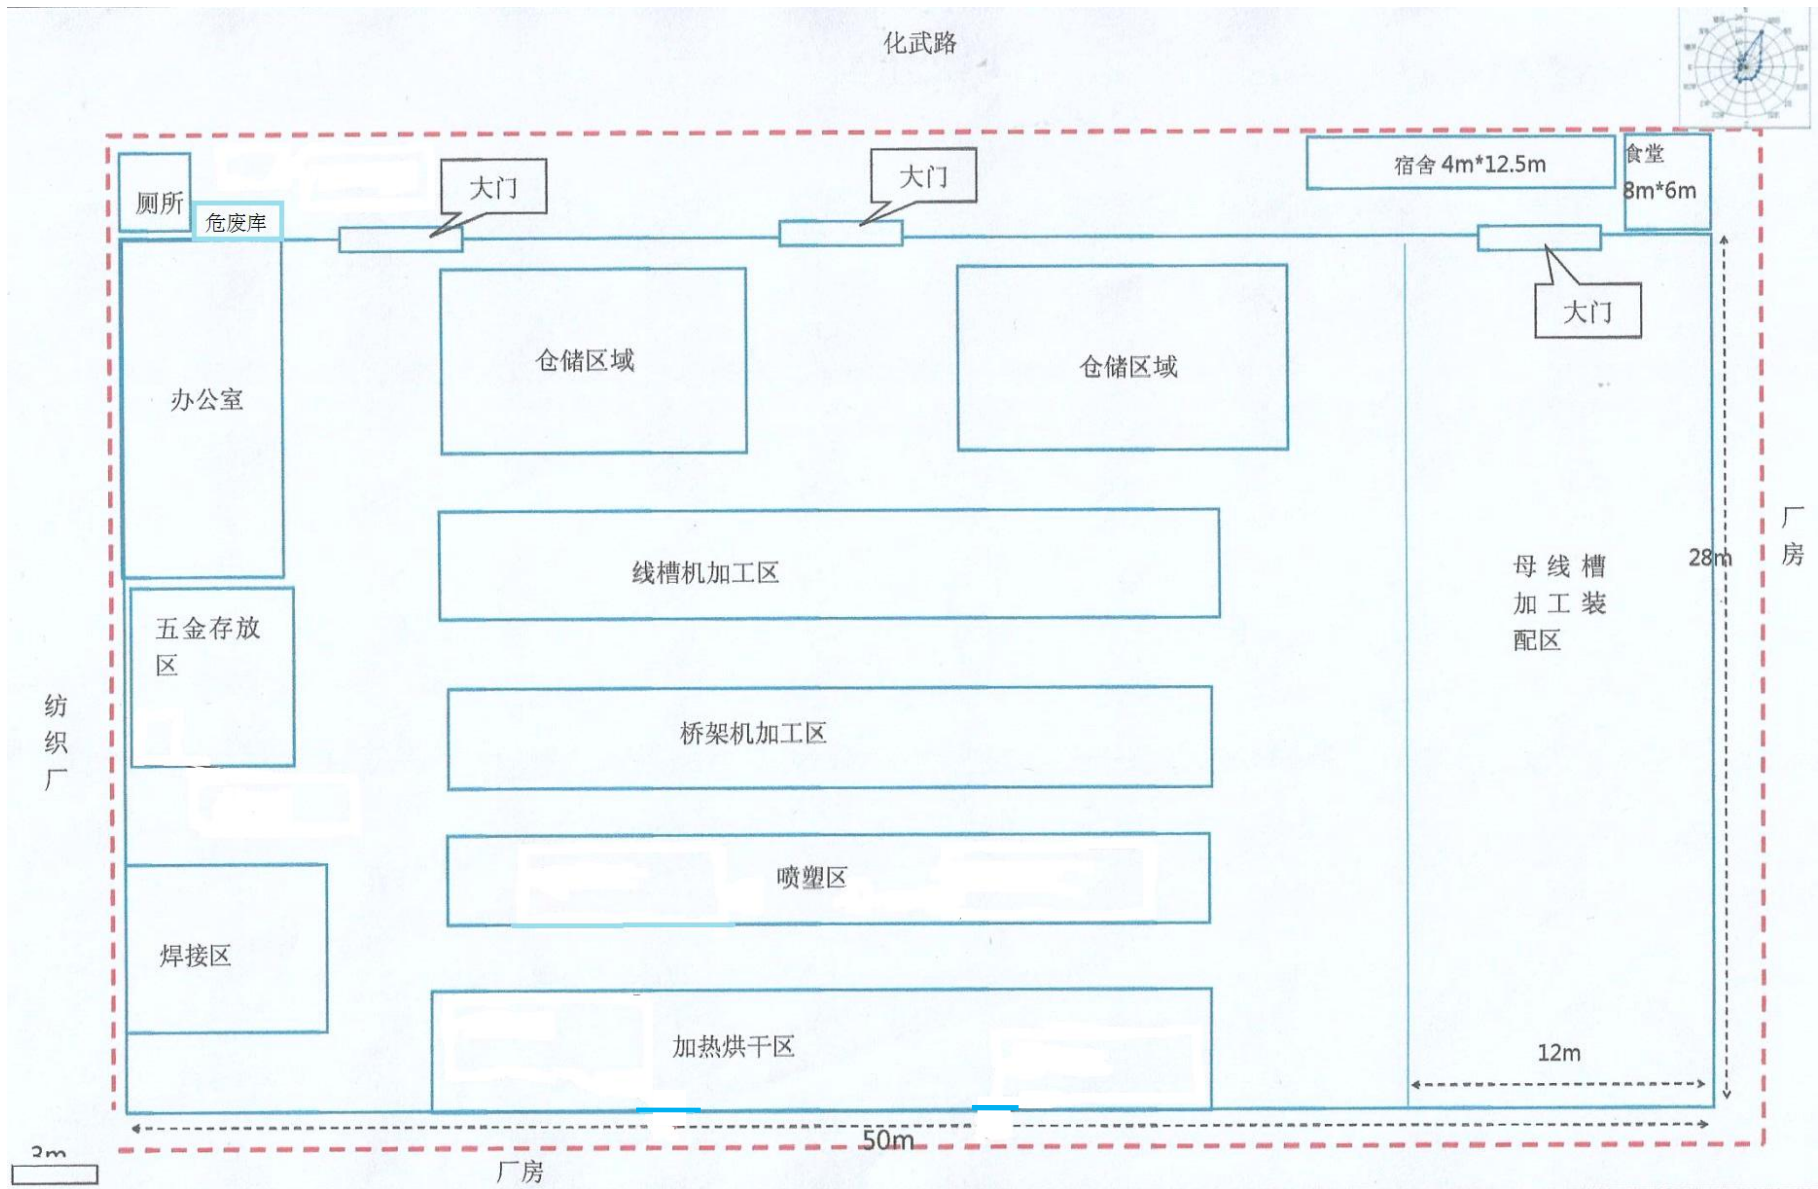 化武路
宿舍 4m*12.5m
食堂
8m*6m
大门
大门
厕所
危废库
大门
仓储区域
仓储区域
办公室
厂
房
28m
线槽机加工区
母线槽
加工装
配区
五金存放
区
纺
织
厂
桥架机加工区
喷塑区
焊接区
加热烘干区
12m
50m
3m
厂房